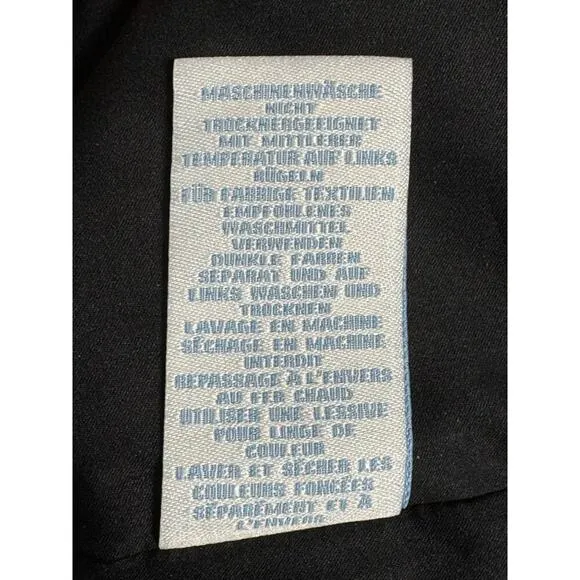 MASCHINENWÄSCHE
NICHT
TROCKNERGEEIGNET
MIT MITTLERER
TEMPERATUR AUF LINKS
BÜGELN
FÜR FARBIGE TEXTILIEN
EMPFOHLENES
WASCHMITTEL
VERWENDEN
DUNKLE FARBEN
SEPARAT UND AUF
LINKS WASCHEN UND
TROCKNEN
LAVAGE EN MACHINE
SÉCHAGE EN MACHINE
INTERDIT
REPASSAGE À L'ENVERS
AU FER CHAUD
UTILISER UNE LESSIVE
POUR LINGE DE
COULEUR
LAVER ET SÉCHER LES
COULEURS FONCÉES
SÉPARÉMENT ET À
L'ENVERS